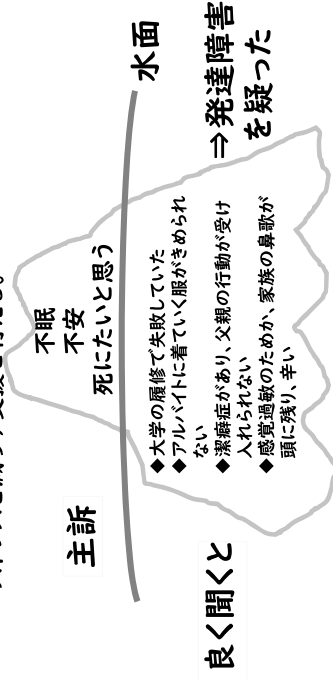 主訴
不眠
不安
死にたいと思う
水面
良く聞くと
◆大学の履修で失敗していた
◆アルバイトに着ていく服がきめられ
ない
◆潔癖症があり、父親の行動が受け
入れられない
◆感覚過敏のためか、家族の鼻歌が
頭に残り、辛い
⇒発達障害
を疑った